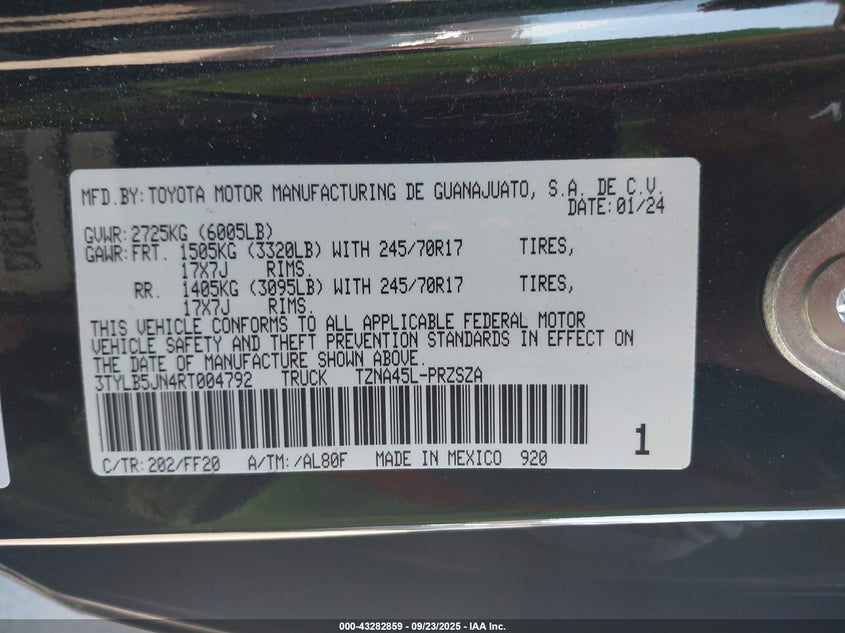 MFD.BY:TOYOTA MOTOR MANUFACTURING DE GUANAJUATO, S.A. DE C.V.
DATE:01/24
GVWR:2725KG (6005LB)
GAWR:FRT. 1505KG (3320LB) WITH 245/70R17 TIRES,
17X7J RIMS.
RR. 1405KG (3095LB) WITH 245/70R17 TIRES,
17X7J RIMS.
THIS VEHICLE CONFORMS TO ALL APPLICABLE FEDERAL MOTOR
VEHICLE SAFETY AND THEFT PREVENTION STANDARDS IN EFFECT ON
THE DATE OF MANUFACTURE SHOWN ABOVE.
3TYLB5JN4RT004792 TRUCK TZNA45L-PRZSZA
1
C/TR:202/FF20 A/TM:/AL80F MADE IN MEXICO 920
000-43282859 - 09/23/2025 - IAA Inc.